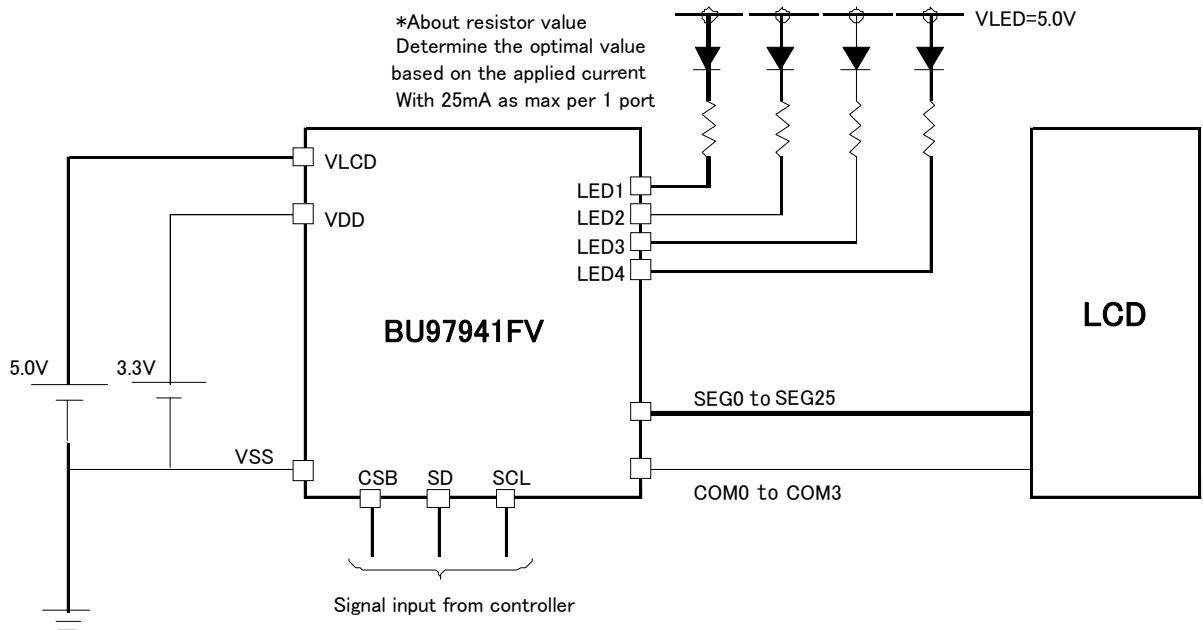 *About resistor value
Determine the optimal value
based on the applied current
With 25mA as max per 1 port
VLED=5.0V
VLCD
VDD
LED1
LED2
LED3
LED4
BU97941FV
LCD
5.0V
3.3V
SEG0 to SEG25
VSS
CSB
SD
SCL
COM0 to COM3
Signal input from controller